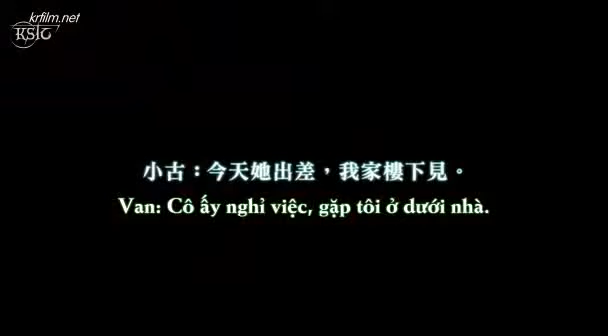 krfilm.net
KSTC
小古：今天她出差，我家樓下見。
Van: Cô ấy nghỉ việc, gặp tôi ở dưới nhà.